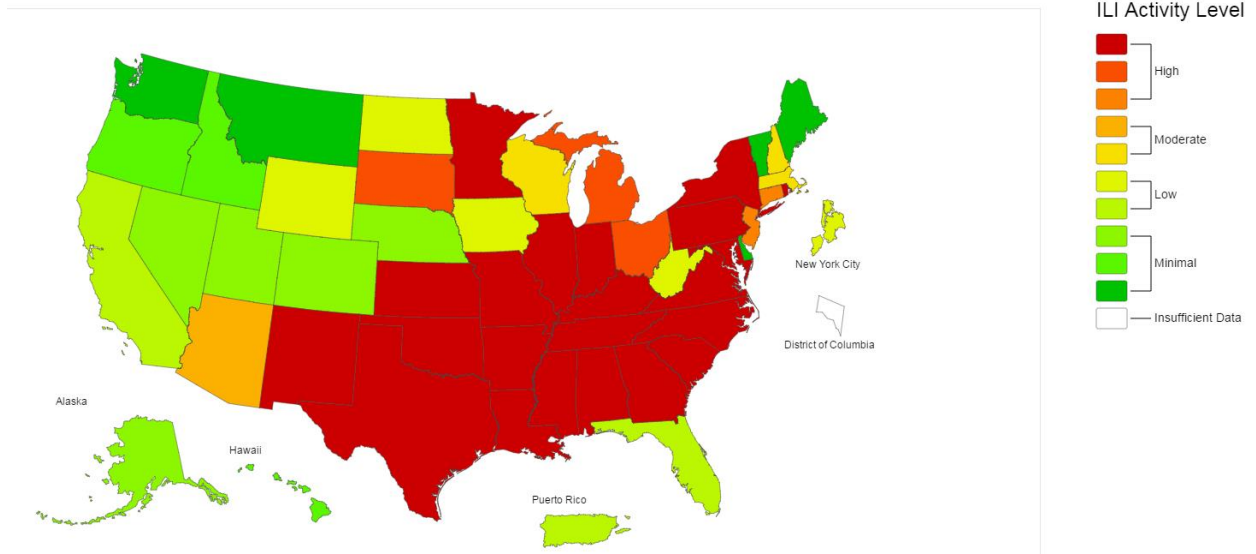 ILI Activity Level
High
Moderate
Low
New York City
Minimal
Insufficient Data
District of Columbia
Alaska
Hawaii
Puerto Rico